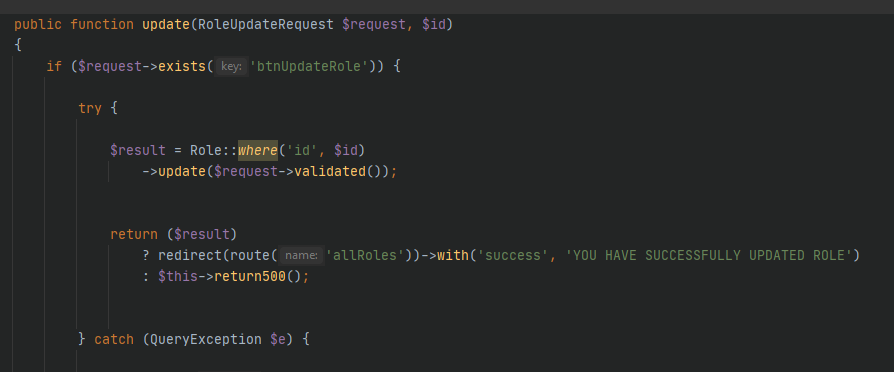 public function update(RoleUpdateRequest $request, $id)
{
if ($request->exists( key: 'btnUpdateRole')) {
try {
$result = Role::where('id', $id)
->update($request->validated());
return ($result)
? redirect(route( name: 'allRoles'))->with('success', 'YOU HAVE SUCCESSFULLY UPDATED ROLE')
: $this->return500();
} catch (QueryException $e) {